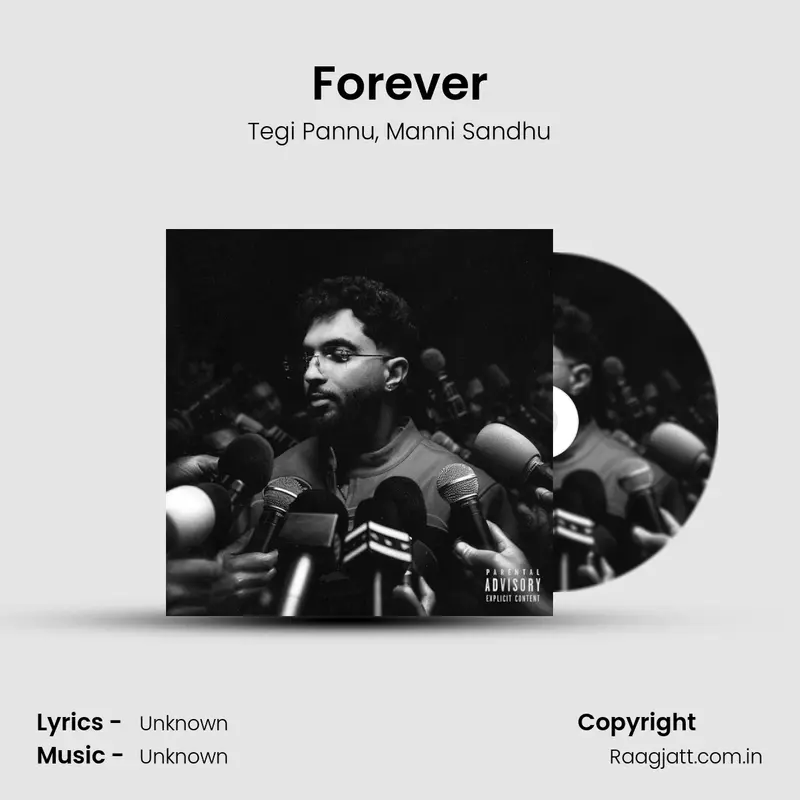 Forever
Tegi Pannu, Manni Sandhu
PARENTAL
ADVISORY
EXPLICIT CONTENT
Lyrics - Unknown
Music - Unknown
Copyright
Raagjatt.com.in